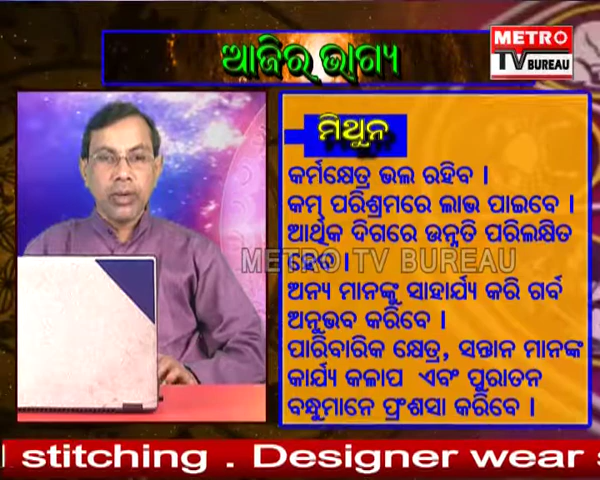 ଆଜିର ଭାଗ୍ୟ
METRO
TV BUREAU
ମିଥୁନ
କର୍ମକ୍ଷେତ୍ର ଭଲ ରହିବ ।
କମ୍ ପରିଶ୍ରମରେ ଲାଭ ପାଇବେ ।
ଆର୍ଥିକ ଦିଗରେ ଉନ୍ନତି ପରିଲକ୍ଷିତ
ହେବ ।
METRO TV BUREAU
ଅନ୍ୟ ମାନଙ୍କୁ ସାହାର୍ଯ୍ୟ କରି ଗର୍ବ
ଅନୁଭବ କରିବେ ।
ପାରିବାରିକ କ୍ଷେତ୍ର, ସନ୍ତାନ ମାନଙ୍କ
କାର୍ଯ୍ୟ କଳାପ ଏବଂ ପୁରାତନ
ବନ୍ଧୁମାନେ ପ୍ରଂଶସା କରିବେ ।
stitching . Designer wear